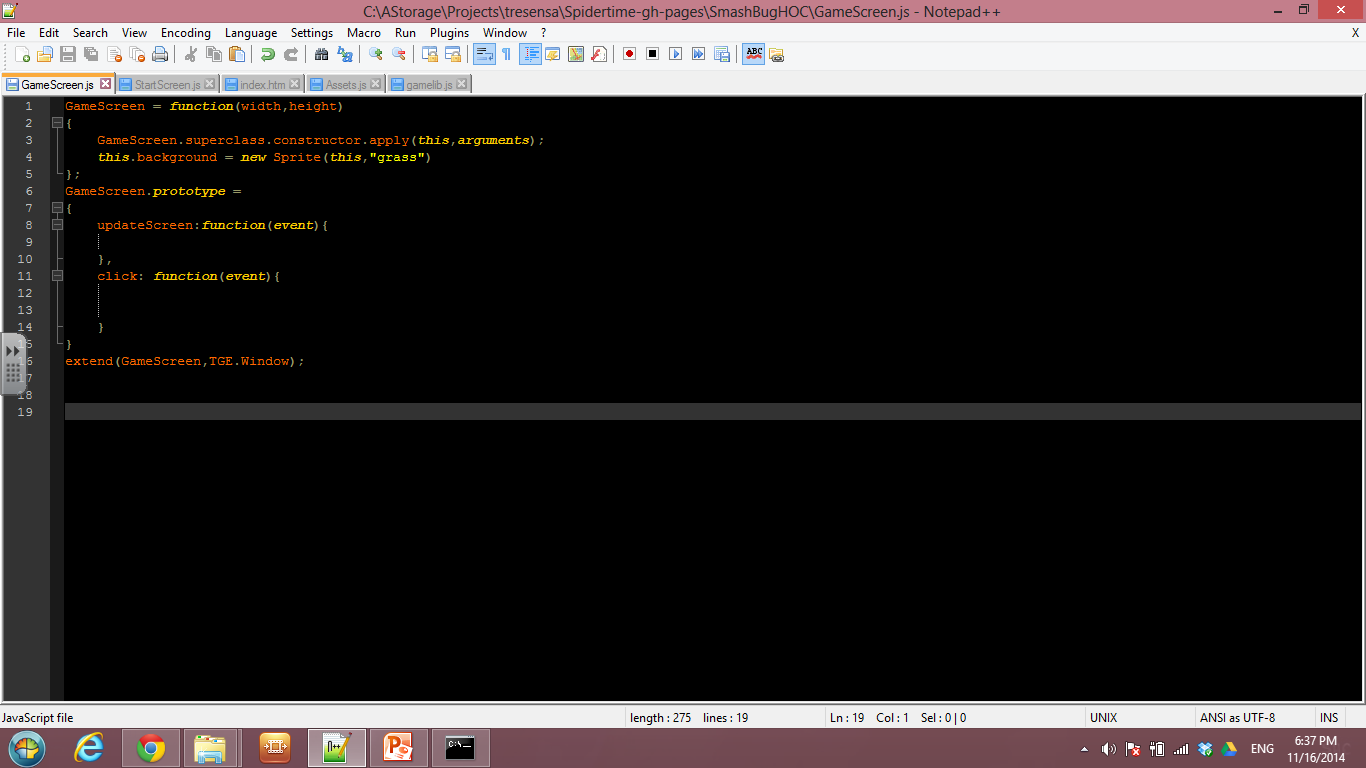 C:\AStorage\Projects\tresensa\Spidertime-gh-pages\SmashBugHOC\GameScreen.js - Notepad++
File Edit Search View Encoding Language Settings Macro Run Plugins Window ? X
GameScreen.js StartScreen.js index.htm Assets.js gamelib.js
1 GameScreen = function(width,height)
2 {
3 GameScreen.superclass.constructor.apply(this,arguments);
4 this.background = new Sprite(this,"grass")
5 };
6 GameScreen.prototype =
7 {
8 updateScreen:function(event){
9
10 },
11 click: function(event){
12
13
14 }
15 }
16 extend(GameScreen,TGE.Window);
17
18
19
JavaScript file length : 275 lines : 19 Ln : 19 Col : 1 Sel : 0 | 0 UNIX ANSI as UTF-8 INS
ENG 6:37 PM
11/16/2014